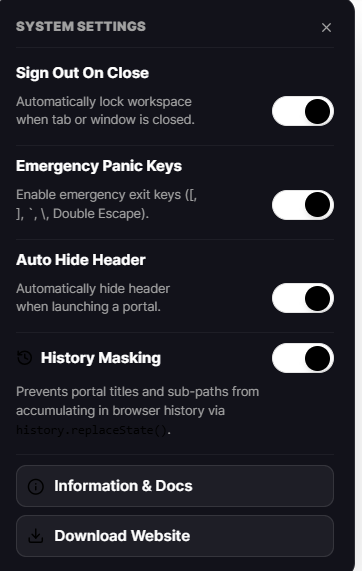 SYSTEM SETTINGS
Sign Out On Close
Automatically lock workspace
when tab or window is closed.
Emergency Panic Keys
Enable emergency exit keys ([,
], `, \, Double Escape).
Auto Hide Header
Automatically hide header
when launching a portal.
History Masking
Prevents portal titles and sub-paths from
accumulating in browser history via
history.replaceState().
Information & Docs
Download Website